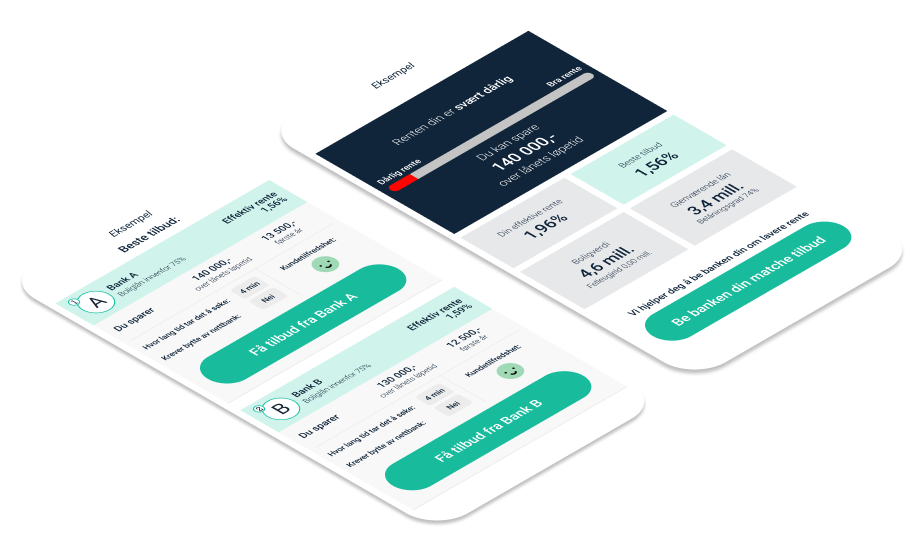 Eksempel
Beste tilbud:
1
A
Bank A
Boliglån innenfor 75%
Effektiv rente
1,56%
Du sparer
140 000,-
over lånets løpetid
13 500,-
første år
Hvor lang tid tar det å søke:
4 min
Krever bytte av nettbank:
Nei
Kundetilfredshet:
Få tilbud fra Bank A
2
B
Bank B
Boliglån innenfor 75%
Effektiv rente
1,59%
Du sparer
130 000,-
over lånets løpetid
12 500,-
første år
Hvor lang tid tar det å søke:
4 min
Krever bytte av nettbank:
Nei
Kundetilfredshet:
Få tilbud fra Bank B
Eksempel
Renten din er svært dårlig
Dårlig rente
Bra rente
Du kan spare
140 000,-
over lånets løpetid
Din effektive rente
1,96%
Beste tilbud
1,56%
Boligverdi
4,6 mill.
Fellesgjeld 0,00 mill.
Gjenværende lån
3,4 mill.
Belåningsgrad 74%
Vi hjelper deg å be banken din om lavere rente
Be banken din matche tilbud